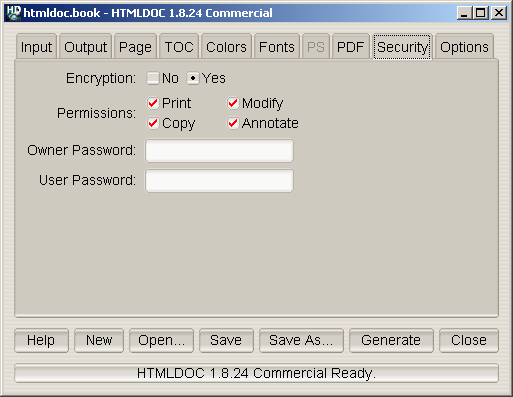 htmldoc.book - HTMLDOC 1.8.24 Commercial
Input Output Page TOC Colors Fonts PS PDF Security Options
Encryption: No Yes
Permissions: Print Modify
Copy Annotate
Owner Password:
User Password:
Help New Open... Save Save As... Generate Close
HTMLDOC 1.8.24 Commercial Ready.